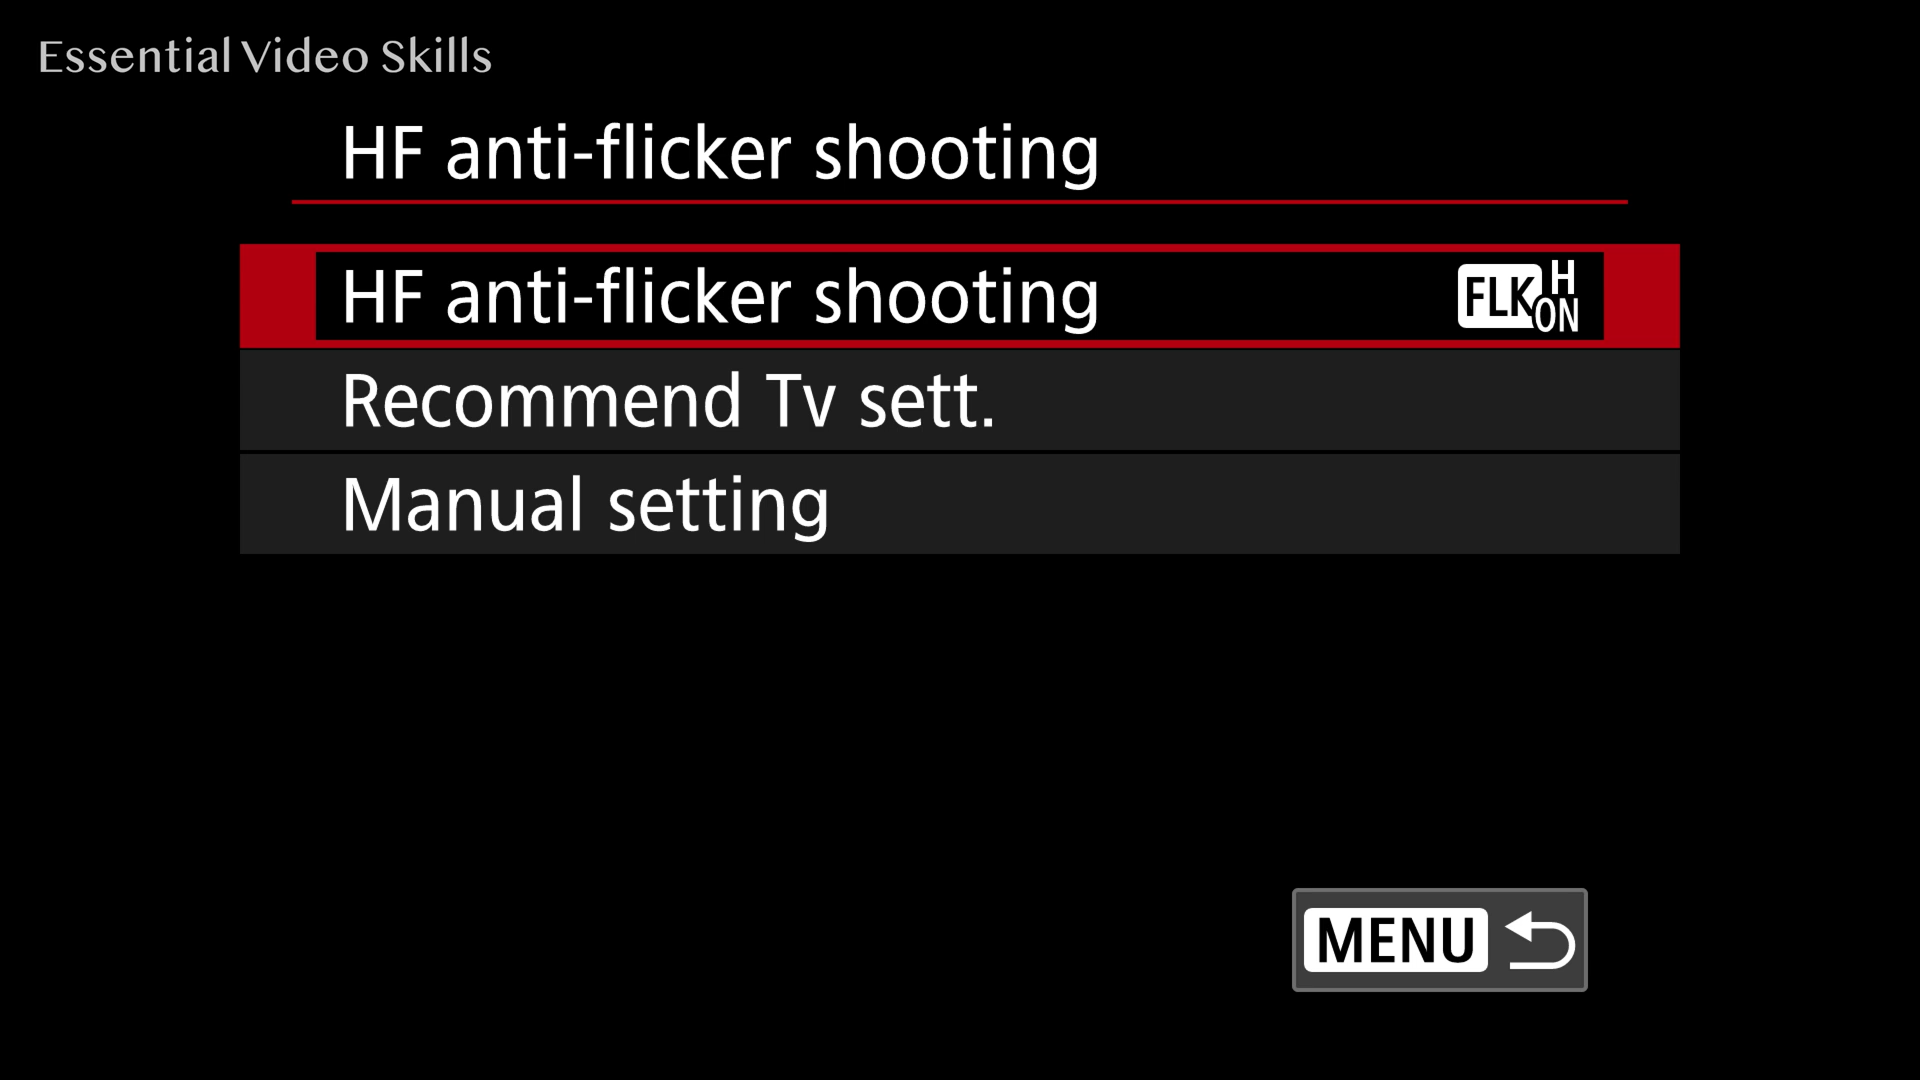 Essential Video Skills
HF anti-flicker shooting
HF anti-flicker shooting FLK H ON
Recommend Tv sett.
Manual setting
MENU